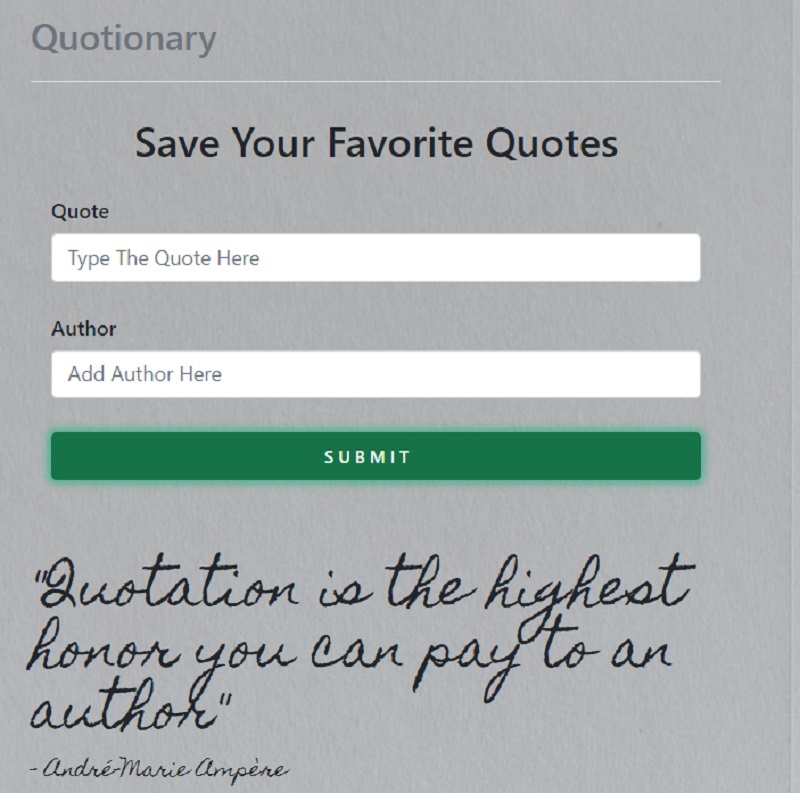 Quotionary
Save Your Favorite Quotes
Quote
Type The Quote Here
Author
Add Author Here
SUBMIT
"Quotation is the highest
honor you can pay to an
author"
- André-Marie Ampère